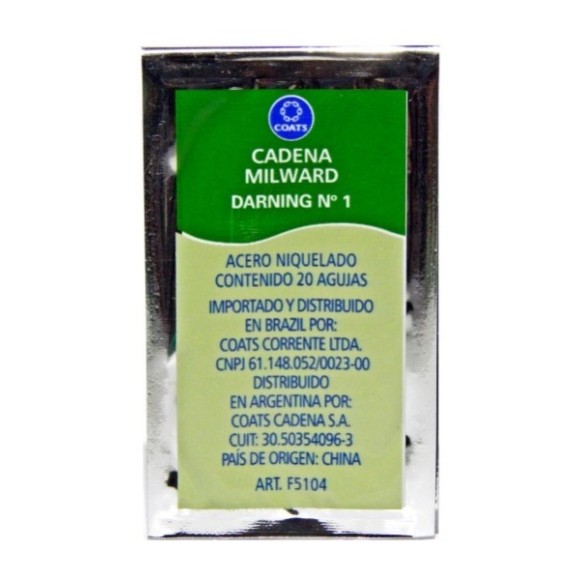 COATS
CADENA
MILWARD
DARNING Nº 1
ACERO NIQUELADO
CONTENIDO 20 AGUJAS
IMPORTADO Y DISTRIBUIDO
EN BRAZIL POR:
COATS CORRENTE LTDA.
CNPJ 61.148.052/0023-00
DISTRIBUIDO
EN ARGENTINA POR:
COATS CADENA S.A.
CUIT: 30.50354096-3
PAÍS DE ORIGEN: CHINA
ART. F5104